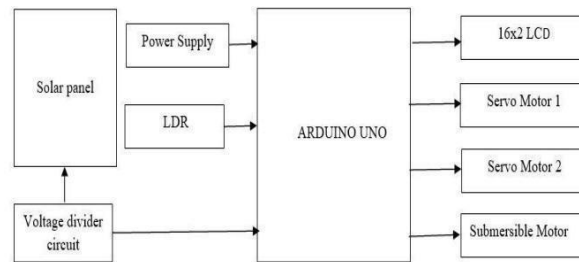 Solar panel
Power Supply
LDR
Voltage divider
circuit
ARDUINO UNO
16x2 LCD
Servo Motor 1
Servo Motor 2
Submersible Motor